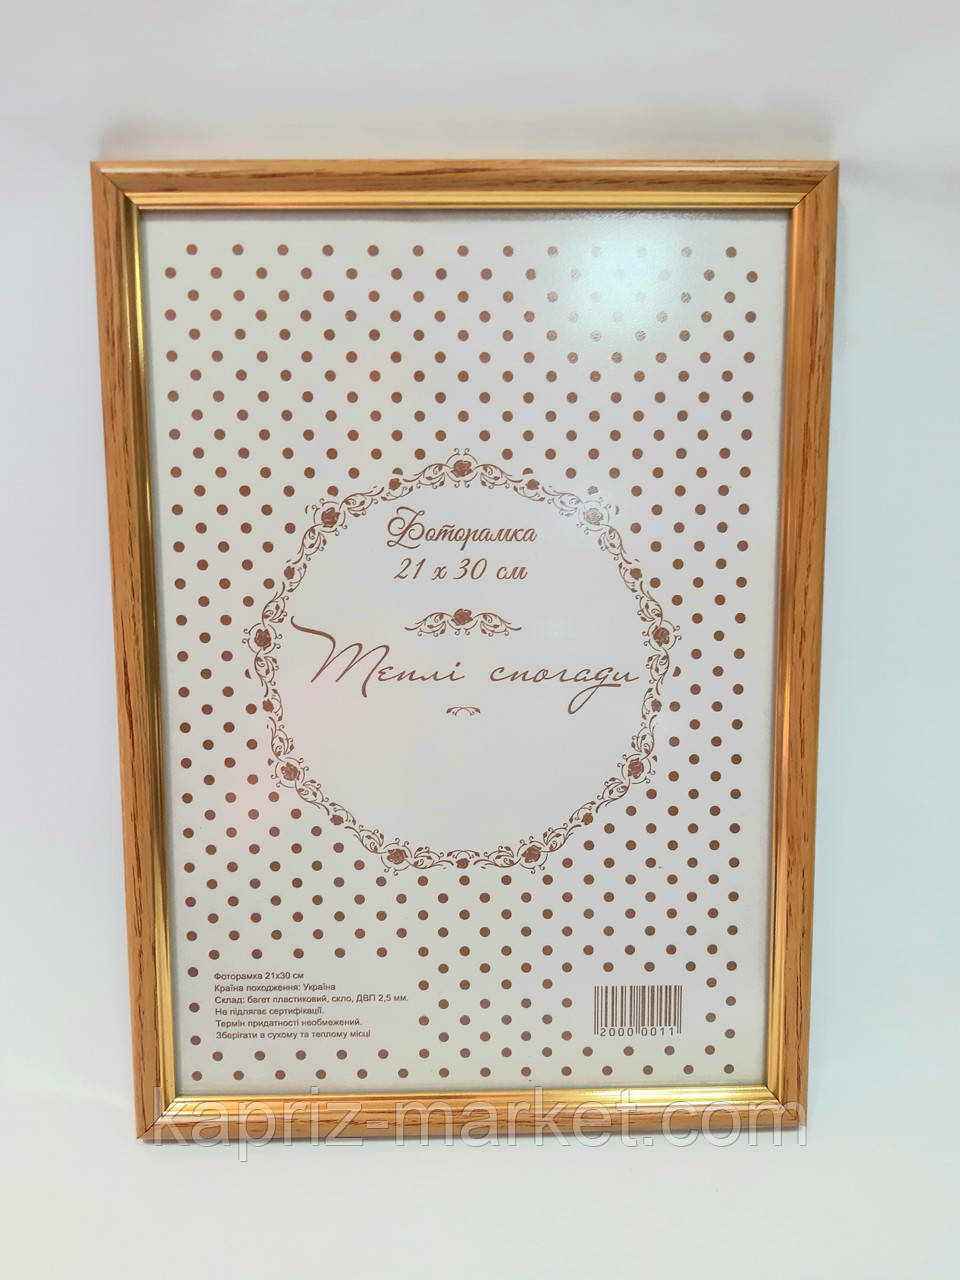 Фоторамка
21 х 30 см
Теплі спогади
Фоторамка 21х30 см
Країна походження: Україна
Склад: багет пластиковий, скло, ДВП 2,5 мм.
Не підлягає сертифікації.
Термін придатності необмежений.
Зберігати в сухому та теплому місці
2000 0011
kapriz-market.com